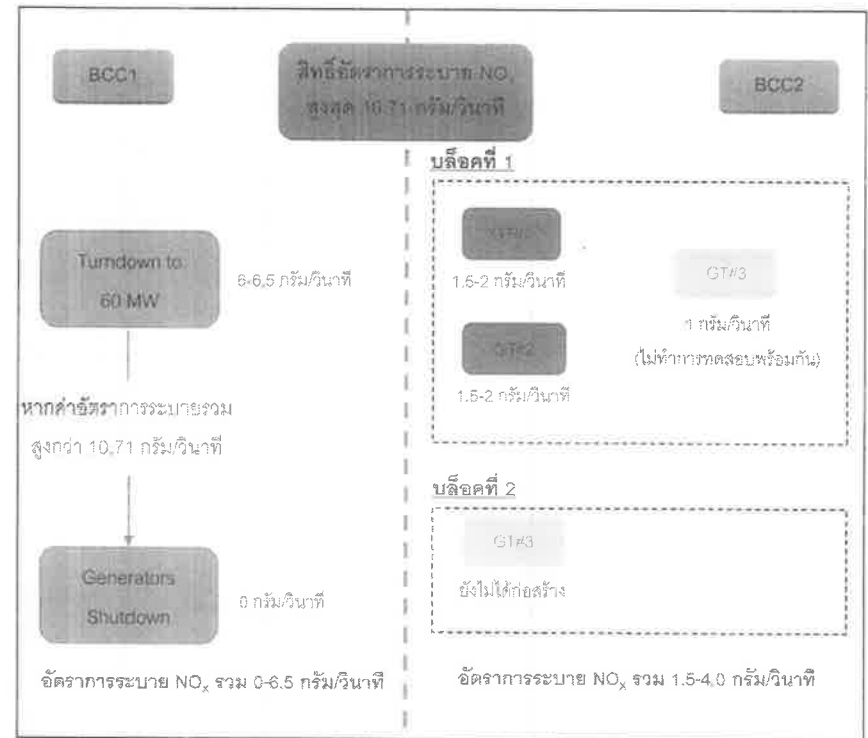 BCC1
สิทธิ์อัตราการระบาย NOx
สูงสุด 10.71 กรัม/วินาที
BCC2
บล็อคที่ 1
Turndown to
60 MW
6-6.5 กรัม/วินาที
1.5-2 กรัม/วินาที
GT#2
1.5-2 กรัม/วินาที
GT#3
1 กรัม/วินาที
(ไม่ทำการทดสอบพร้อมกัน)
หากค่าอัตราการระบายรวม
สูงกว่า 10.71 กรัม/วินาที
บล็อคที่ 2
GT#3
ยังไม่ได้ก่อสร้าง
Generators
Shutdown
0 กรัม/วินาที
อัตราการระบาย NOx รวม 0-6.5 กรัม/วินาที
อัตราการระบาย NOx รวม 1.5-4.0 กรัม/วินาที